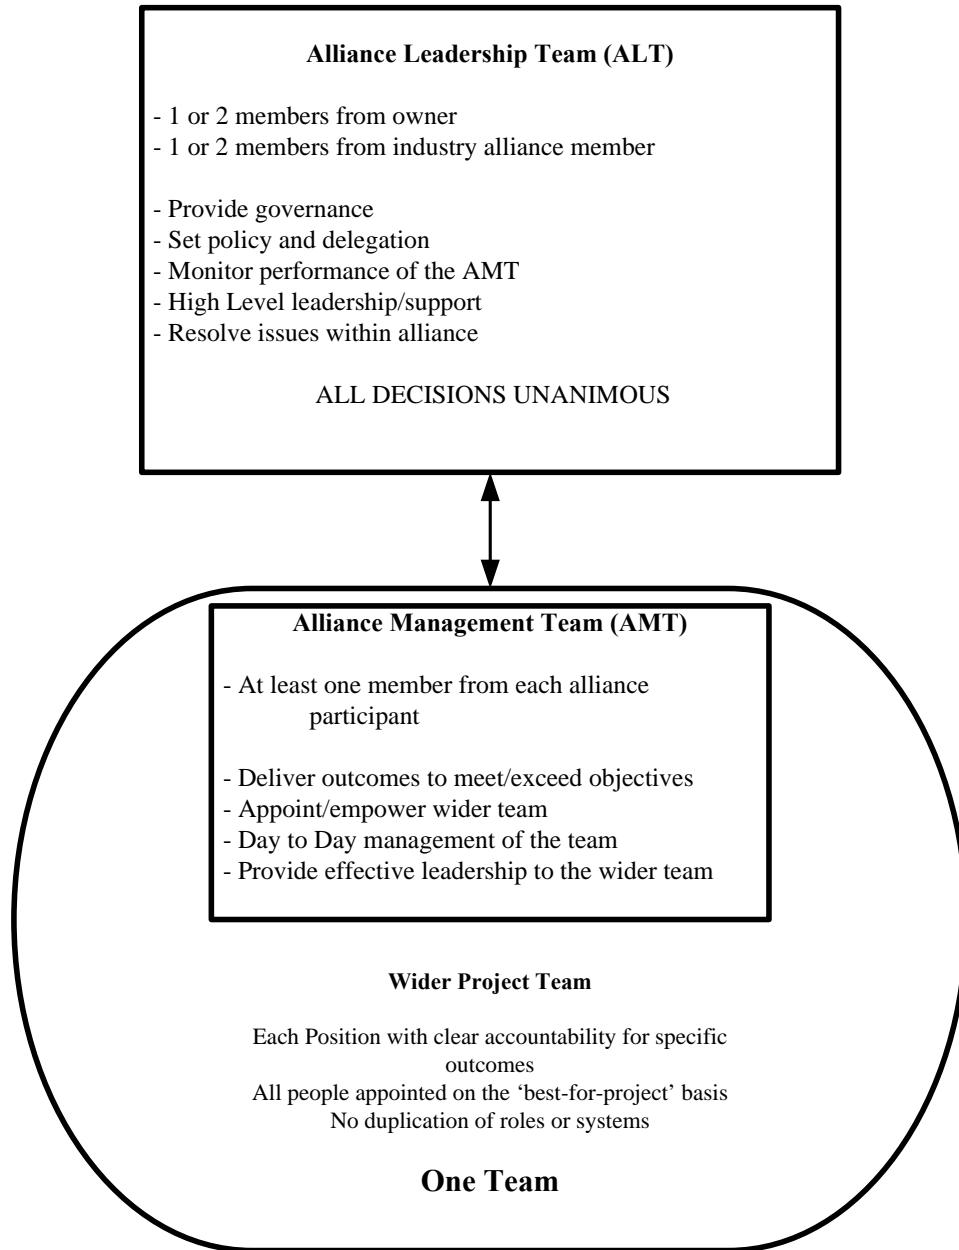 Alliance Leadership Team (ALT)
- 1 or 2 members from owner
- 1 or 2 members from industry alliance member
- Provide governance
- Set policy and delegation
- Monitor performance of the AMT
- High Level leadership/support
- Resolve issues within alliance
ALL DECISIONS UNANIMOUS
Alliance Management Team (AMT)
- At least one member from each alliance
participant
- Deliver outcomes to meet/exceed objectives
- Appoint/empower wider team
- Day to Day management of the team
- Provide effective leadership to the wider team
Wider Project Team
Each Position with clear accountability for specific
outcomes
All people appointed on the ‘best-for-project’ basis
No duplication of roles or systems
One Team